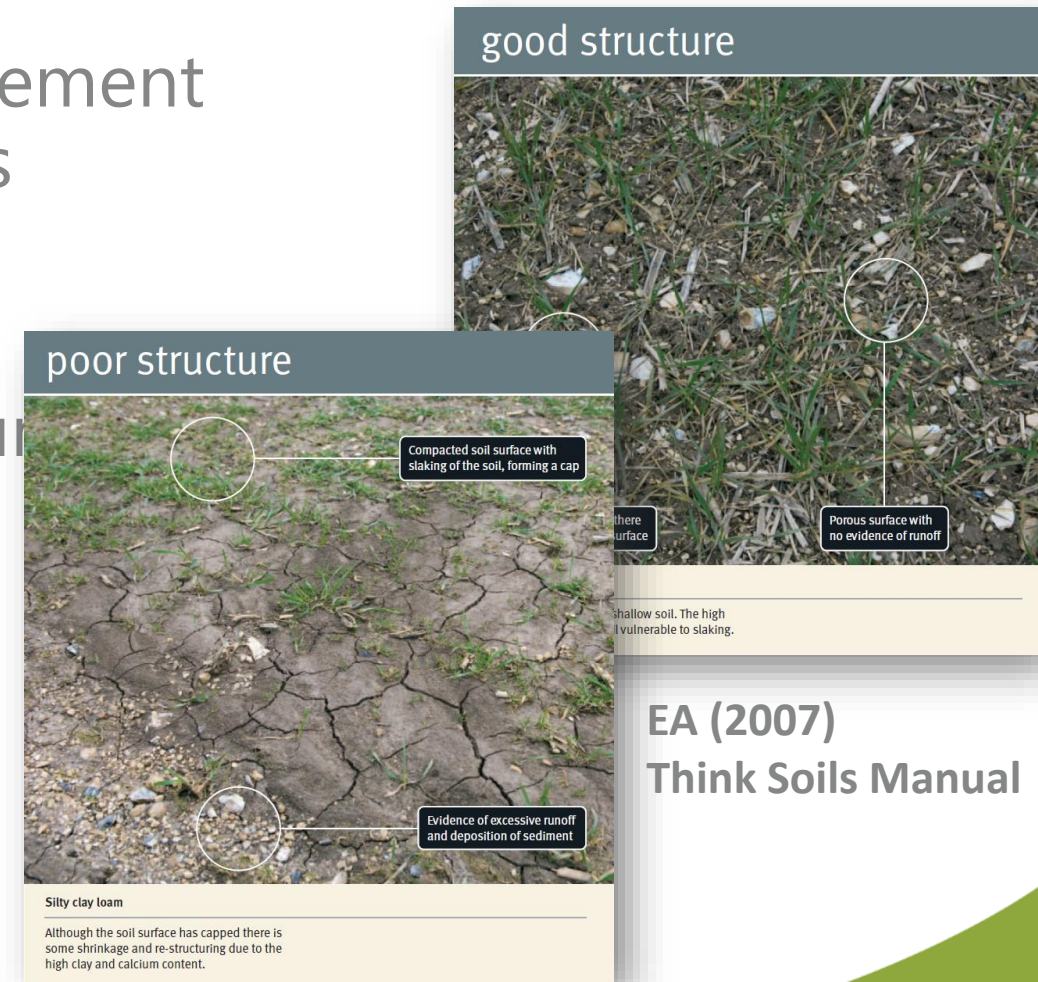 good structure
poor structure
Compacted soil surface with
slaking of the soil, forming a cap
there
Porous surface with
no evidence of runoff
shallow soil. The high
vulnerable to slaking.
EA (2007)
Think Soils Manual
Evidence of excessive runoff
and deposition of sediment
Silty clay loam
Although the soil surface has capped there is
some shrinkage and re-structuring due to the
high clay and calcium content.